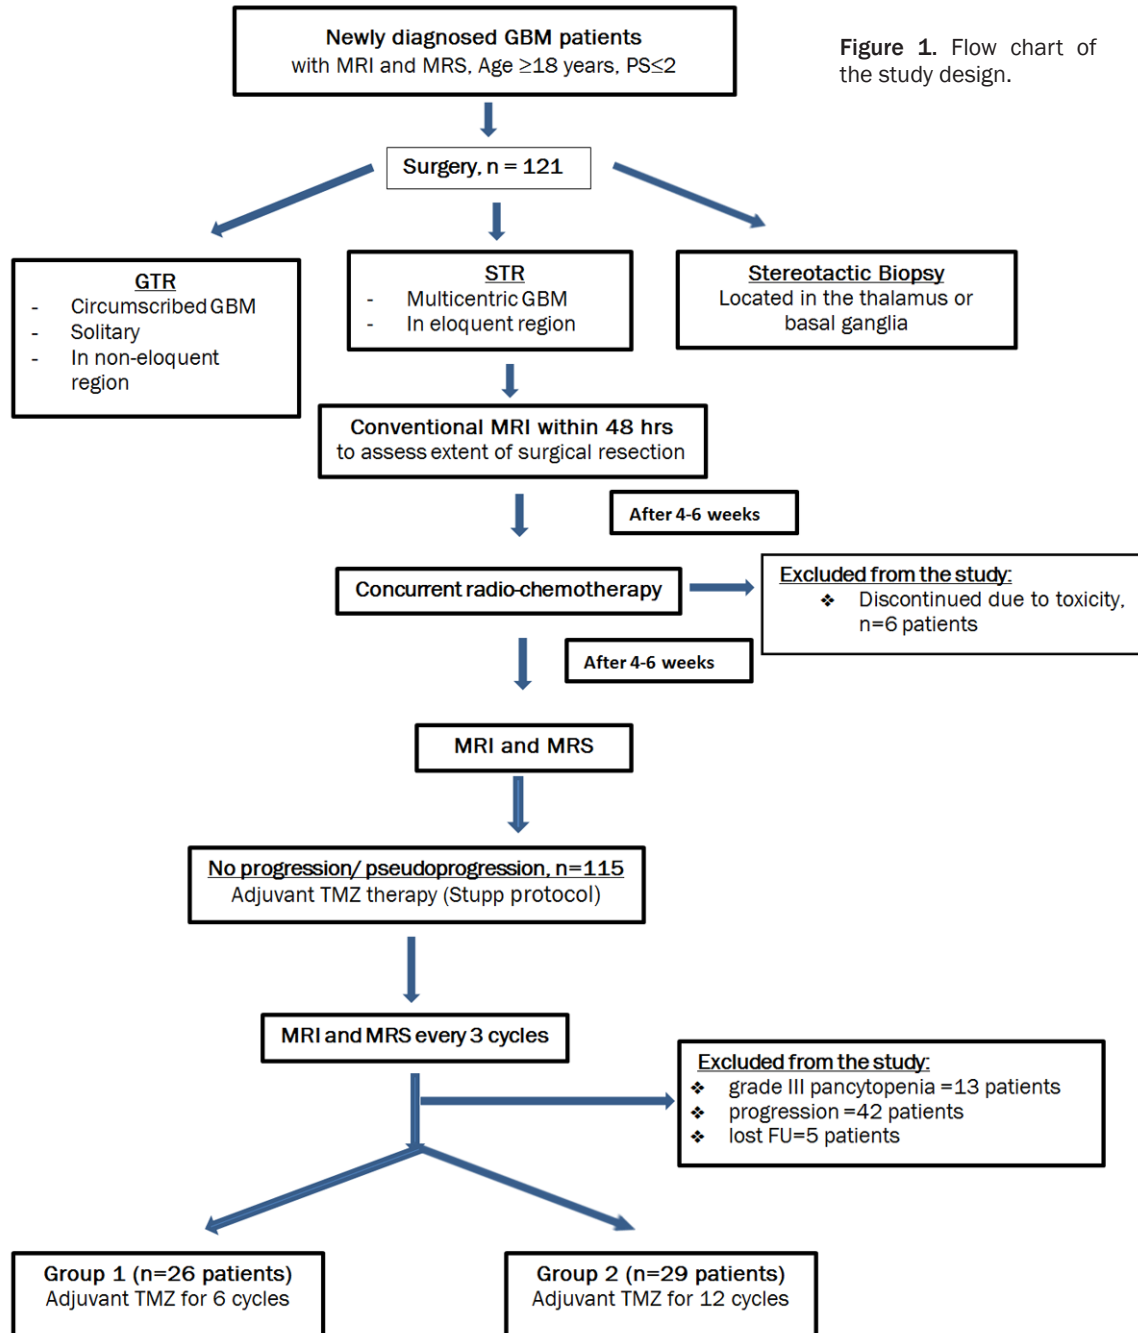 Newly diagnosed GBM patients
with MRI and MRS, Age ≥18 years, PS≤2
Figure 1. Flow chart of
the study design.
Surgery, n = 121
GTR
- Circumscribed GBM
- Solitary
- In non-eloquent
region
STR
- Multicentric GBM
- In eloquent region
Stereotactic Biopsy
Located in the thalamus or
basal ganglia
Conventional MRI within 48 hrs
to assess extent of surgical resection
After 4-6 weeks
Concurrent radio-chemotherapy
Excluded from the study:
❖ Discontinued due to toxicity,
n=6 patients
After 4-6 weeks
MRI and MRS
No progression/ pseudoprogression, n=115
Adjuvant TMZ therapy (Stupp protocol)
MRI and MRS every 3 cycles
Excluded from the study:
❖ grade III pancytopenia =13 patients
❖ progression =42 patients
❖ lost FU=5 patients
Group 1 (n=26 patients)
Adjuvant TMZ for 6 cycles
Group 2 (n=29 patients)
Adjuvant TMZ for 12 cycles